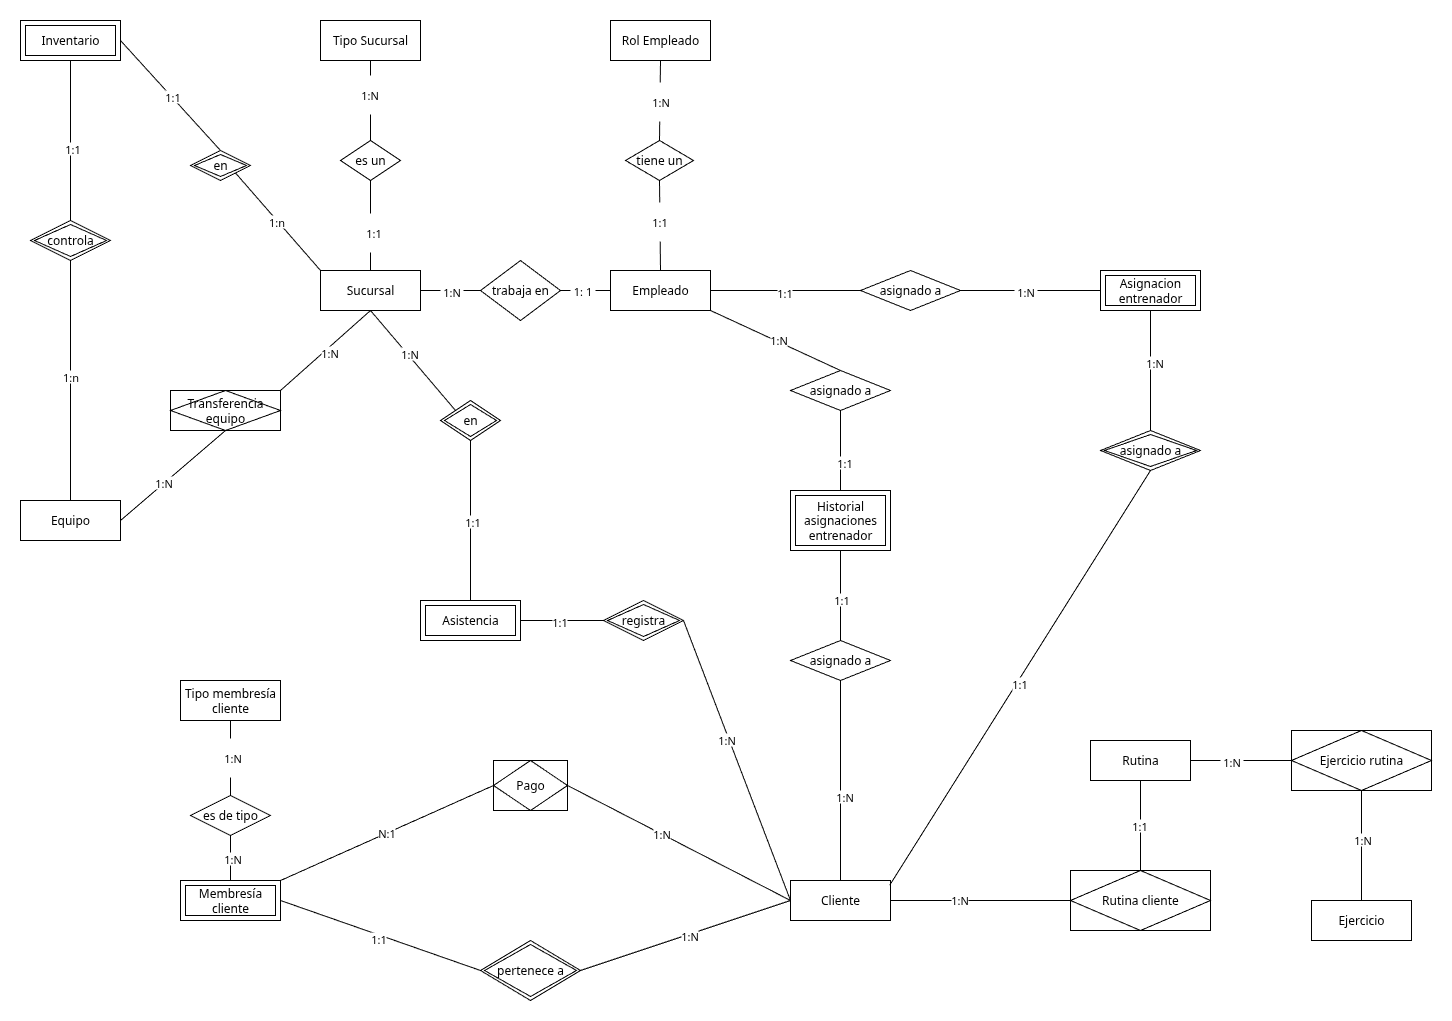 Inventario
Tipo Sucursal
Rol Empleado
1:1
1:N
1:N
1:1
en
es un
tiene un
controla
1:n
1:1
1:1
Sucursal
1:N
trabaja en
1: 1
Empleado
1:1
asignado a
1:N
Asignacion
entrenador
1:N
1:N
1:N
1:N
1:n
Transferencia
equipo
en
asignado a
asignado a
1:N
1:1
Equipo
1:1
Historial
asignaciones
entrenador
1:1
Asistencia
1:1
registra
asignado a
1:1
Tipo membresía
cliente
1:N
1:N
1:N
Rutina
1:N
Ejercicio rutina
Pago
es de tipo
N:1
1:N
1:1
1:N
1:N
Membresía
cliente
Cliente
1:N
Rutina cliente
Ejercicio
1:1
1:N
pertenece a